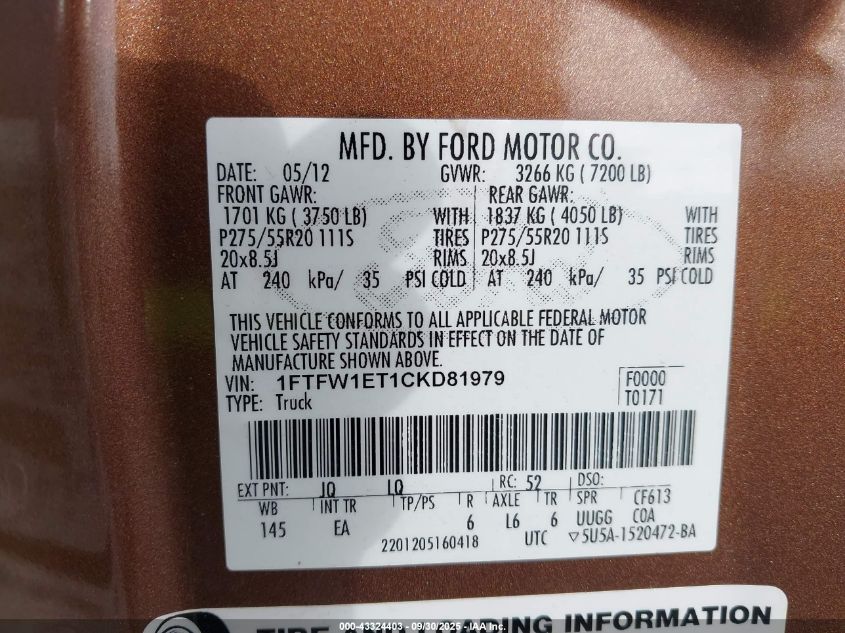 MFD. BY FORD MOTOR CO.
DATE: 05/12 GVWR: 3266 KG ( 7200 LB)
FRONT GAWR: REAR GAWR:
1701 KG ( 3750 LB) WITH 1837 KG ( 4050 LB) WITH
P275/55R20 111S TIRES P275/55R20 111S TIRES
20x8.5J RIMS 20x8.5J RIMS
AT 240 kPa/ 35 PSI COLD AT 240 kPa/ 35 PSI COLD
THIS VEHICLE CONFORMS TO ALL APPLICABLE FEDERAL MOTOR
VEHICLE SAFETY STANDARDS IN EFFECT ON THE DATE OF
MANUFACTURE SHOWN ABOVE.
VIN: 1FTFW1ET1CKD81979 F0000
TYPE: Truck T0171
EXT PNT: JQ LQ RC: 52 DSO:
WB INT TR TP/PS R AXLE TR SPR CF613
145 EA 6 L6 6 UUGG COA
2201205160418 UTC ▽5U5A-1520472-BA
TIRE AND LOADING INFORMATION
000-43324403 - 09/30/2025 - IAA Inc.